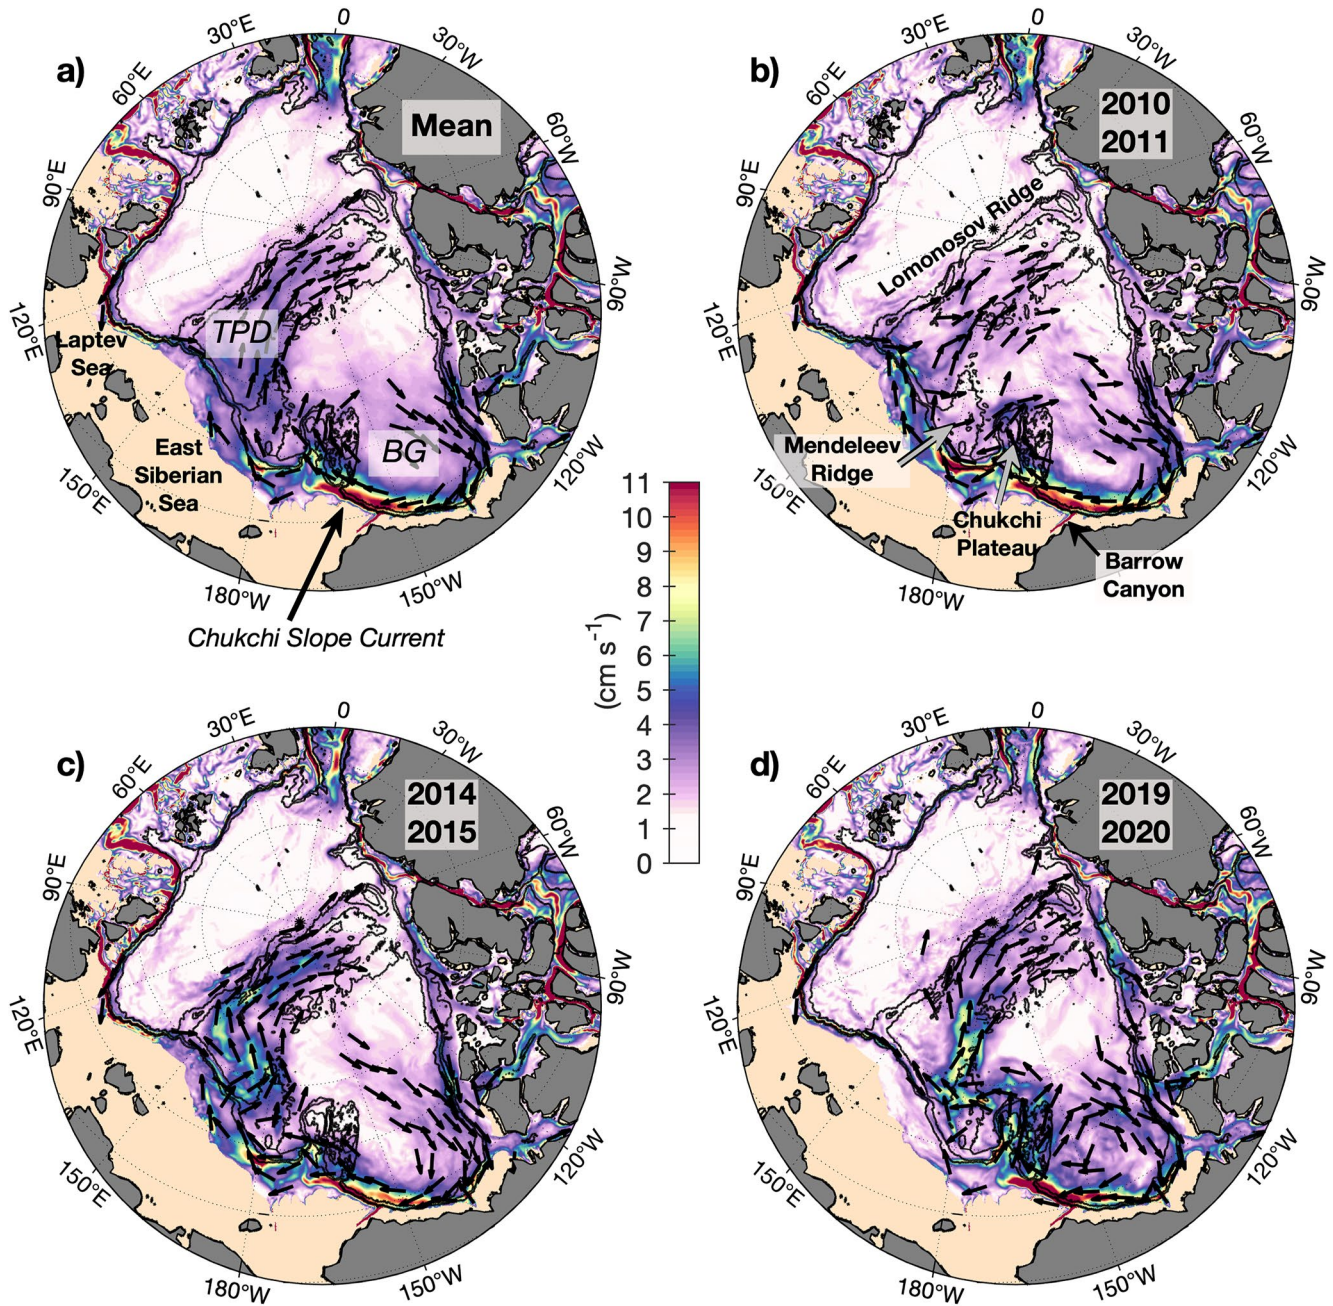 a)
0
30°E
30°W
60°E
60°W
90°E
90°W
120°E
120°W
150°E
150°W
180°W
Mean
TPD
BG
Laptev
Sea
East
Siberian
Sea
Chukchi Slope Current
b)
0
30°E
30°W
60°E
60°W
90°E
90°W
120°E
120°W
150°E
180°W
2010
2011
Lomonosov Ridge
Mendeleev
Ridge
Chukchi
Plateau
Barrow
Canyon
11
10
9
8
7
6
5
4
3
2
1
0
(cm s⁻¹)
c)
0
30°E
30°W
60°E
60°W
90°E
90°W
120°E
120°W
150°E
150°W
180°W
2014
2015
d)
0
30°E
30°W
60°E
60°W
90°E
90°W
120°E
120°W
150°E
150°W
180°W
2019
2020